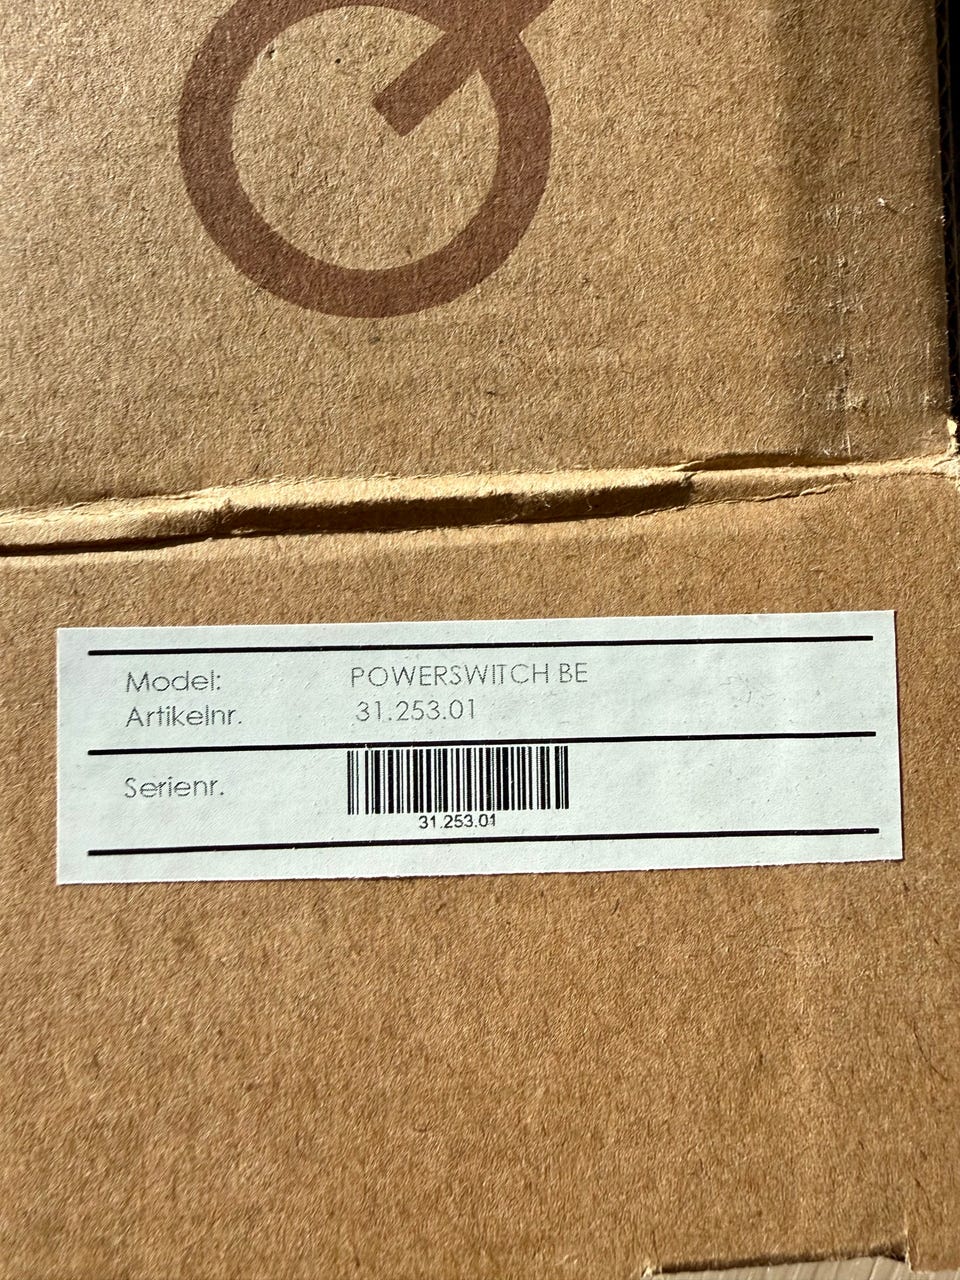 Model: POWERSWITCH BE
Artikelnr. 31.253.01
Serienr.
31.253.01